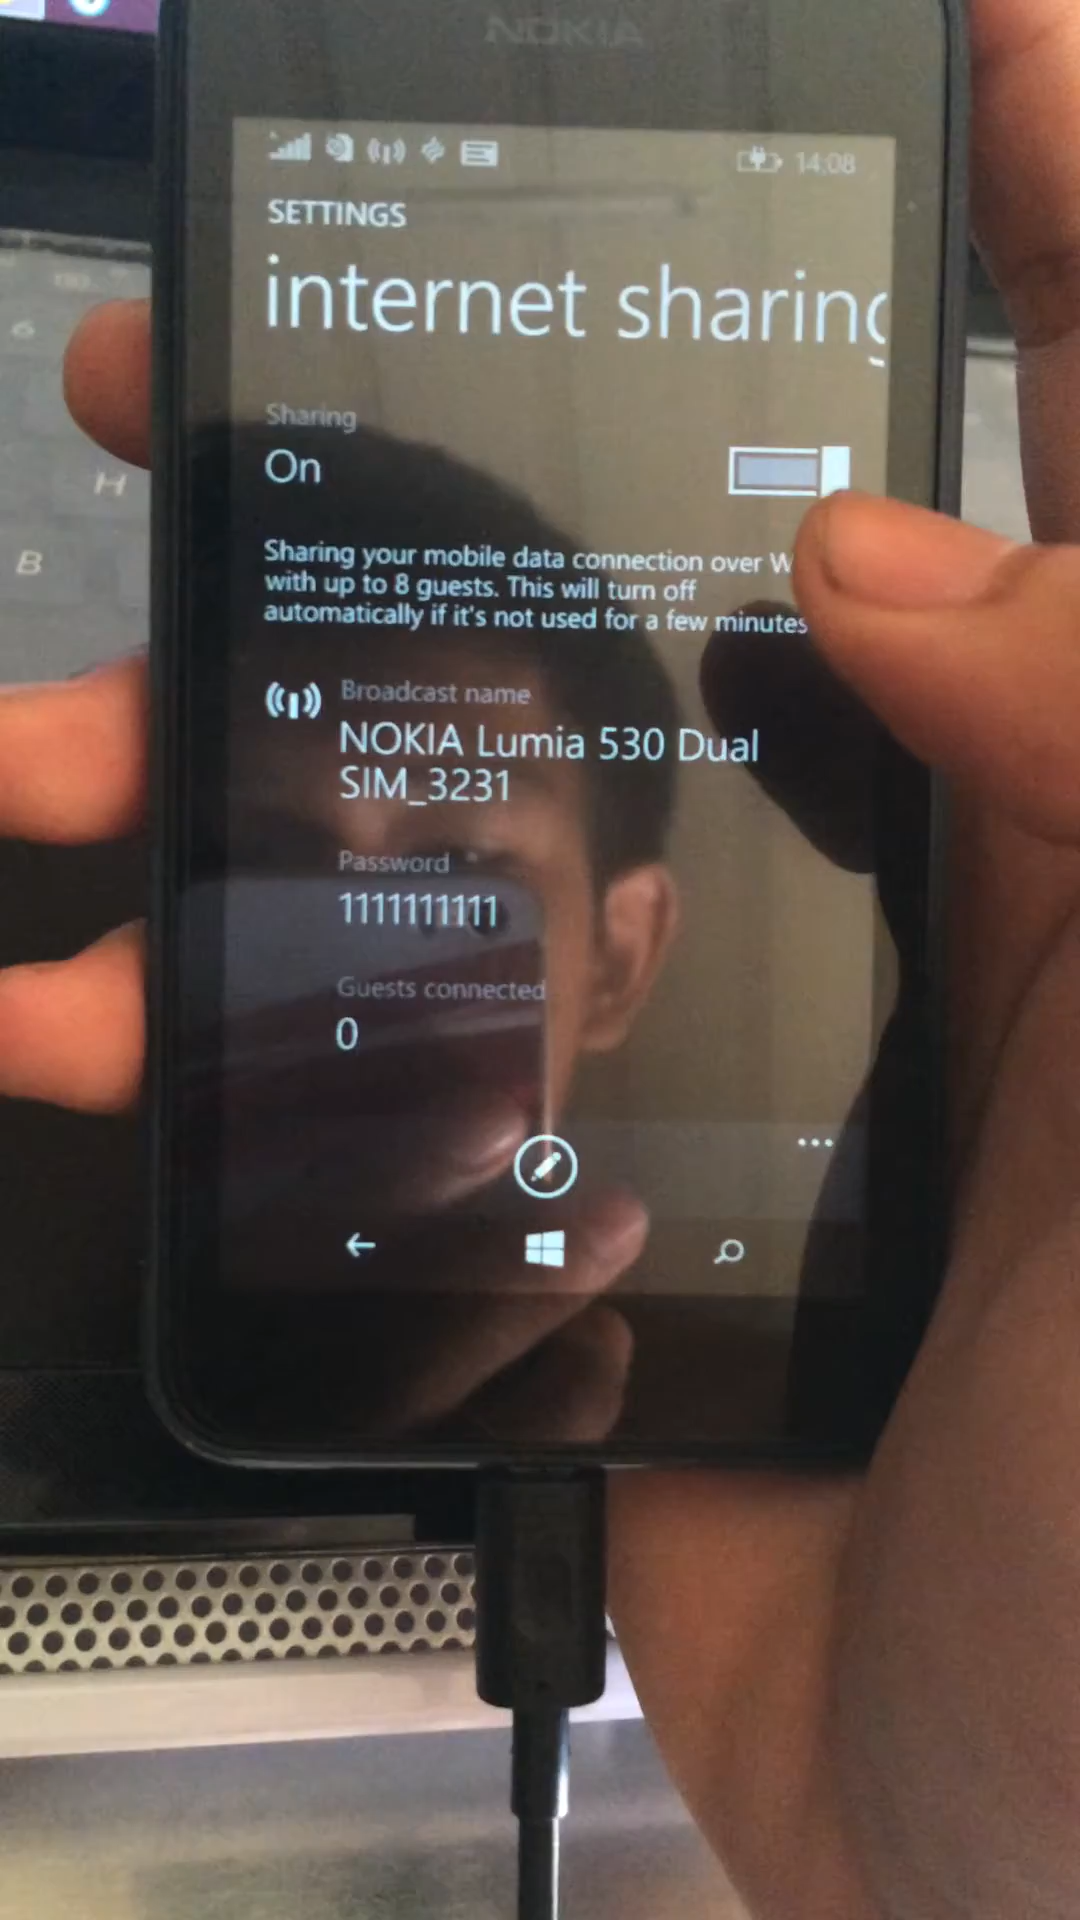 NOKIA
14:08
SETTINGS
internet sharing
Sharing
On
Sharing your mobile data connection over W
with up to 8 guests. This will turn off
automatically if it's not used for a few minutes
Broadcast name
NOKIA Lumia 530 Dual
SIM_3231
Password
1111111111
Guests connected
0
6
H
B